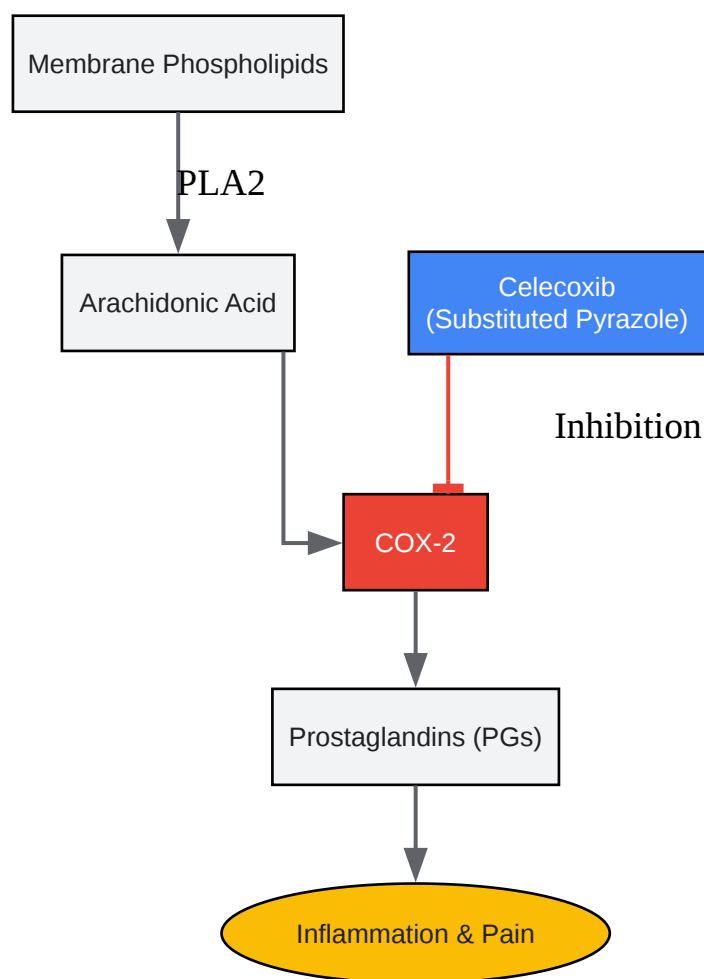 Membrane Phospholipids
PLA2
Arachidonic Acid
Celecoxib
(Substituted Pyrazole)
Inhibition
COX-2
Prostaglandins (PGs)
Inflammation & Pain